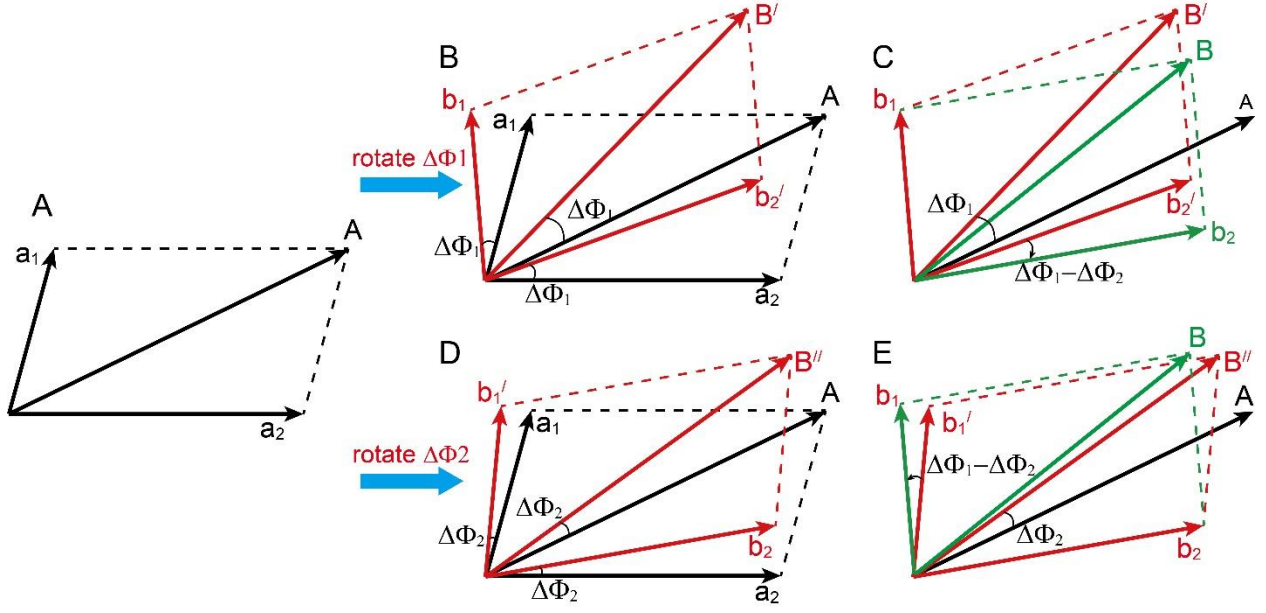 A
A
a1
a2
rotate ΔΦ1
B
B/
b1
a1
A
b2/
ΔΦ1
ΔΦ1
ΔΦ1
a2
C
B/
B
b1
A
b2/
b2
ΔΦ1
ΔΦ1−ΔΦ2
rotate ΔΦ2
D
B//
b1/
a1
A
ΔΦ2
ΔΦ2
ΔΦ2
b2
a2
E
B
B//
b1
b1/
A
ΔΦ1−ΔΦ2
ΔΦ2
b2